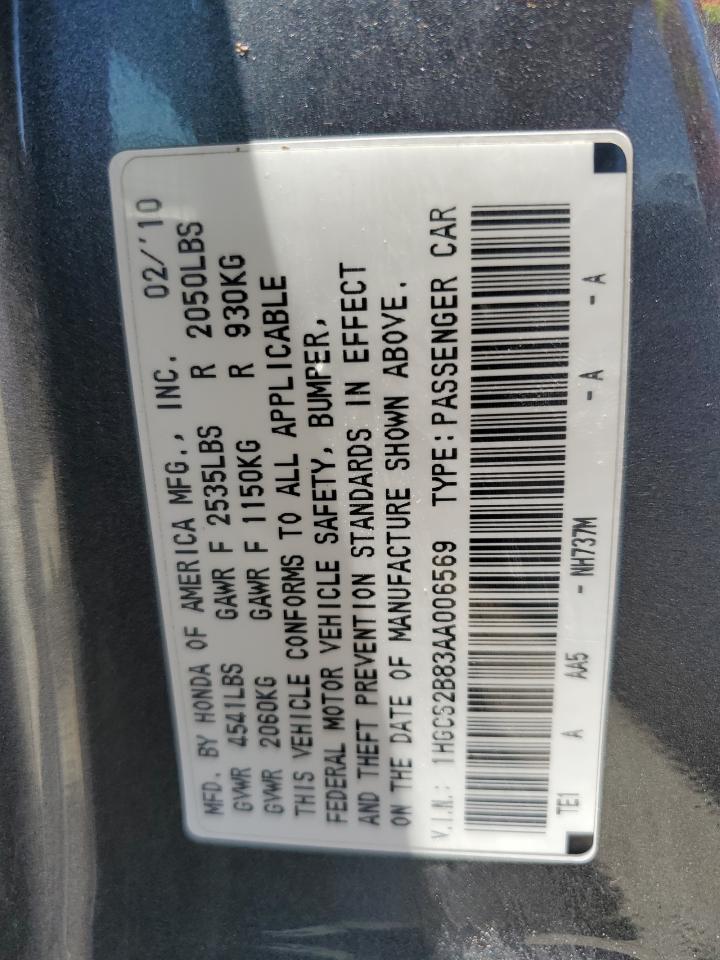 MFD. BY HONDA OF AMERICA MFG., INC. 02/'10
GVWR 4541LBS GAWR F 2535LBS R 2050LBS
GVWR 2060KG GAWR F 1150KG R 930KG
THIS VEHICLE CONFORMS TO ALL APPLICABLE
FEDERAL MOTOR VEHICLE SAFETY, BUMPER,
AND THEFT PREVENTION STANDARDS IN EFFECT
ON THE DATE OF MANUFACTURE SHOWN ABOVE.
V.I.N.: 1HGCS2B83AA006569 TYPE:PASSENGER CAR
TE1 A AA5 - NH737M - A - A